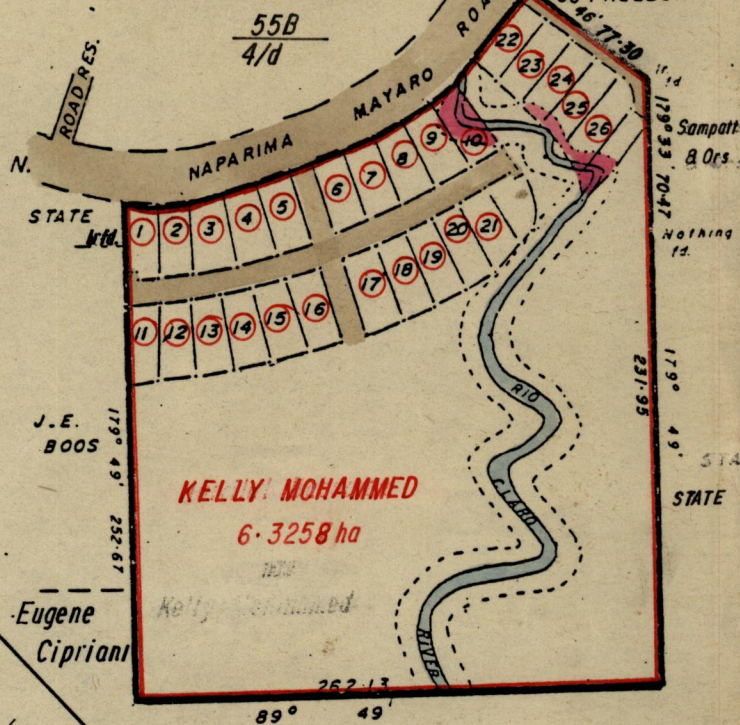 55B
4/d
ROAD RES.
N.
NAPARIMA MAYARO ROA
46' 77·30
179° 33' 70·47
Sampatt
& Ors
Nothing
fd.
STATE
1 2 3 4 5 6 7 8 9 10
22 23 24 25 26
11 12 13 14 15 16 17 18 19 20 21
J.E.
BOOS
179° 49' 252·67
179° 49'
231·95
STATE
KELLY MOHAMMED
6·3258 ha
RIO CLARO RIVER
Eugene
Cipriani
262·13
89° 49'